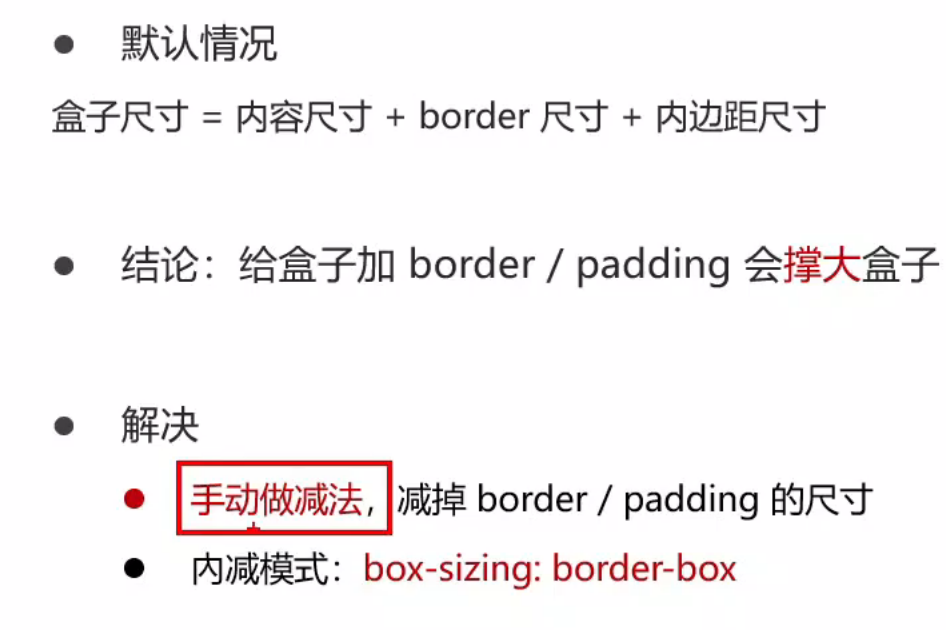 默认情况
盒子尺寸 = 内容尺寸 + border 尺寸 + 内边距尺寸
结论：给盒子加 border / padding 会撑大盒子
解决
手动做减法，减掉 border / padding 的尺寸
内减模式：box-sizing: border-box